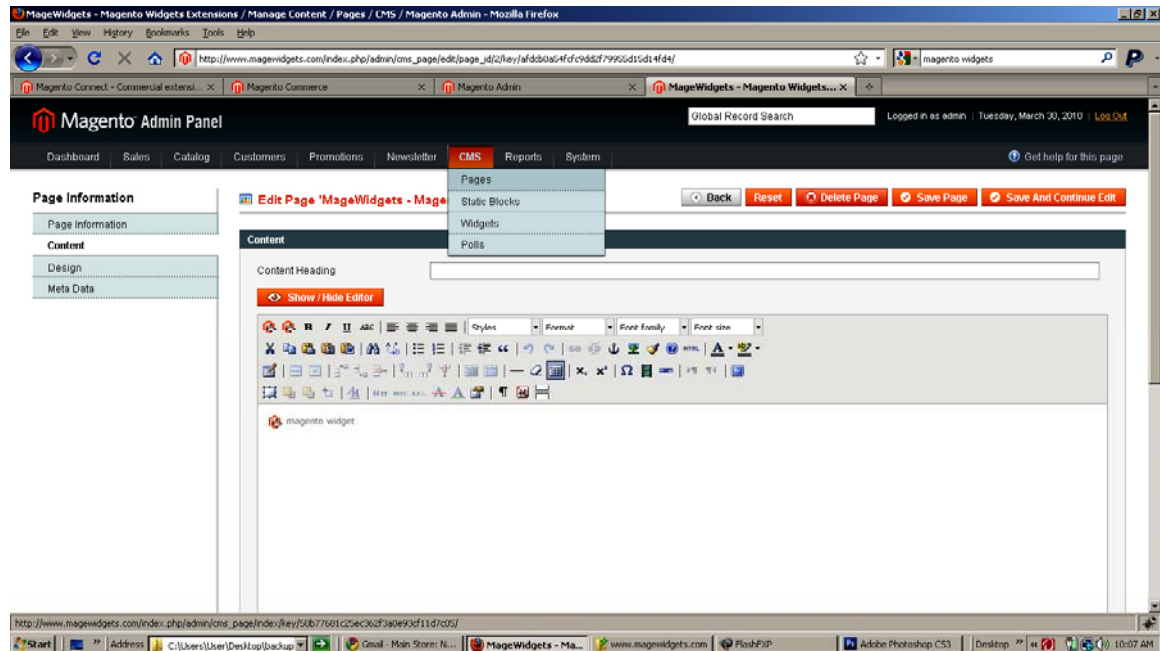 MageWidgets - Magento Widgets Extensions / Manage Content / Pages / CMS / Magento Admin - Mozilla Firefox
File Edit View History Bookmarks Tools Help
http://www.magewidgets.com/index.php/admin/cms_page/edit/page_id/2/key/
magento widgets
Magento Connect - Commercial extensi...
Magento Commerce
Magento Admin
MageWidgets - Magento Widgets...
Magento Admin Panel
Global Record Search
Logged in as admin | Tuesday, March 30, 2010 | Log Out
Dashboard Sales Catalog Customers Promotions Newsletter CMS Reports System
Get help for this page
Pages
Static Blocks
Widgets
Polls
Page Information
Page Information
Content
Design
Meta Data
Edit Page 'MageWidgets - Mage
Back Reset Delete Page Save Page Save And Continue Edit
Content
Content Heading
Show / Hide Editor
B I U ABC Styles Format Font family Font size
HTML
magento widget
http://www.magewidgets.com/index.php/admin/cms_page/index/key/
Start Address C:\Users\User\Desktop\backup Gmail - Main Store: N... MageWidgets - Ma... www.magewidgets.com FlashFXP Adobe Photoshop CS3 Desktop 10:07 AM